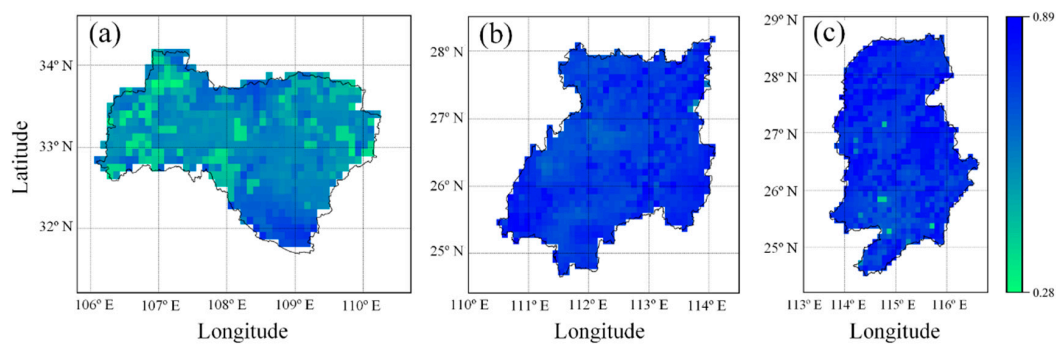 (a)
34° N
33° N
32° N
Latitude
106° E 107° E 108° E 109° E 110° E
Longitude
(b)
28° N
27° N
26° N
25° N
110° E 111° E 112° E 113° E 114° E
Longitude
(c)
29° N
28° N
27° N
26° N
25° N
113° E 114° E 115° E 116° E
Longitude
0.89
0.28